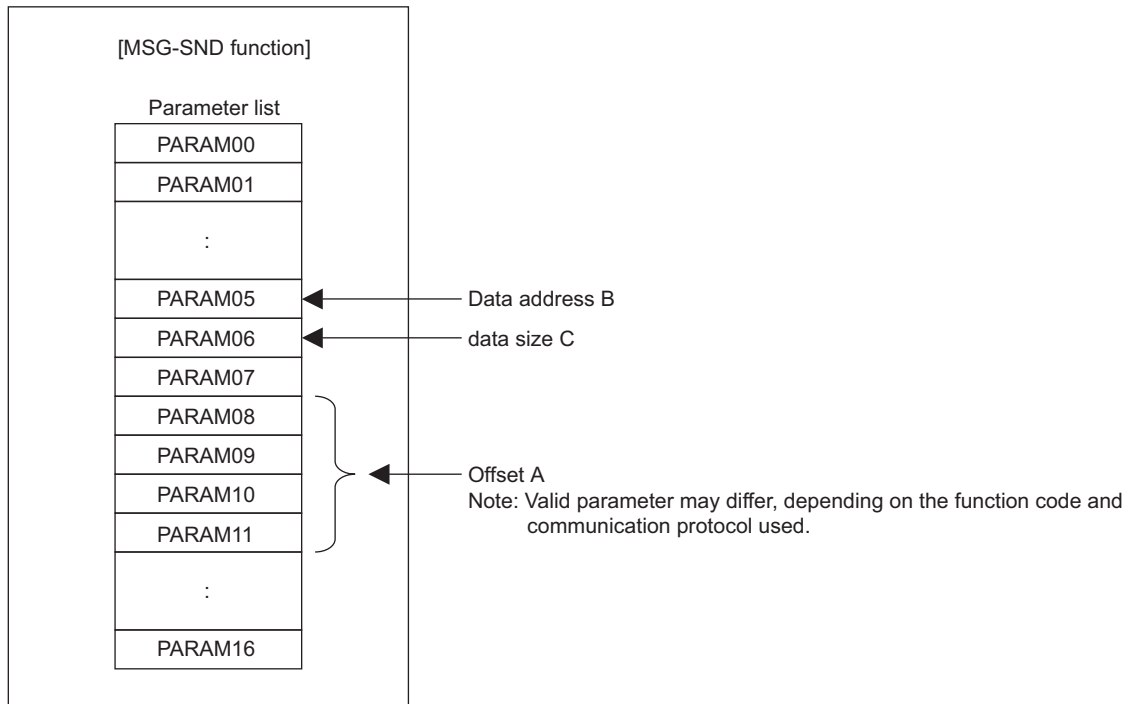 [MSG-SND function]
Parameter list
PARAM00
PARAM01
:
PARAM05
Data address B
PARAM06
data size C
PARAM07
PARAM08
PARAM09
PARAM10
PARAM11
Offset A
Note: Valid parameter may differ, depending on the function code and
communication protocol used.
:
PARAM16